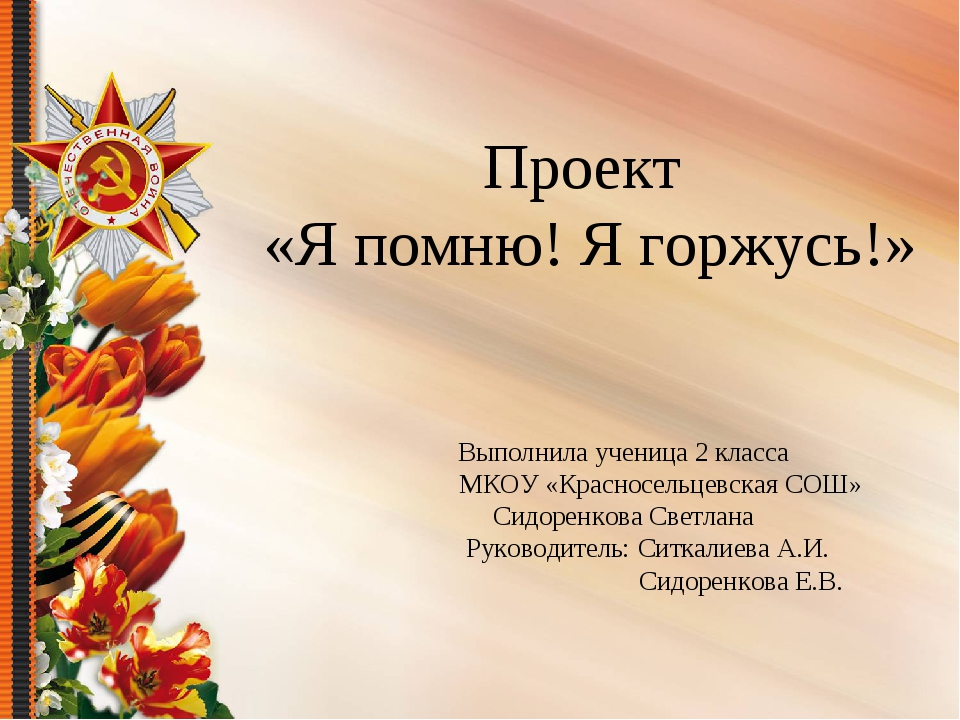 ОТЕЧЕСТВЕННАЯ ВОЙНА
Проект
«Я помню! Я горжусь!»
Выполнила ученица 2 класса
МКОУ «Красносельцевская СОШ»
Сидоренкова Светлана
Руководитель: Ситкалиева А.И.
Сидоренкова Е.В.